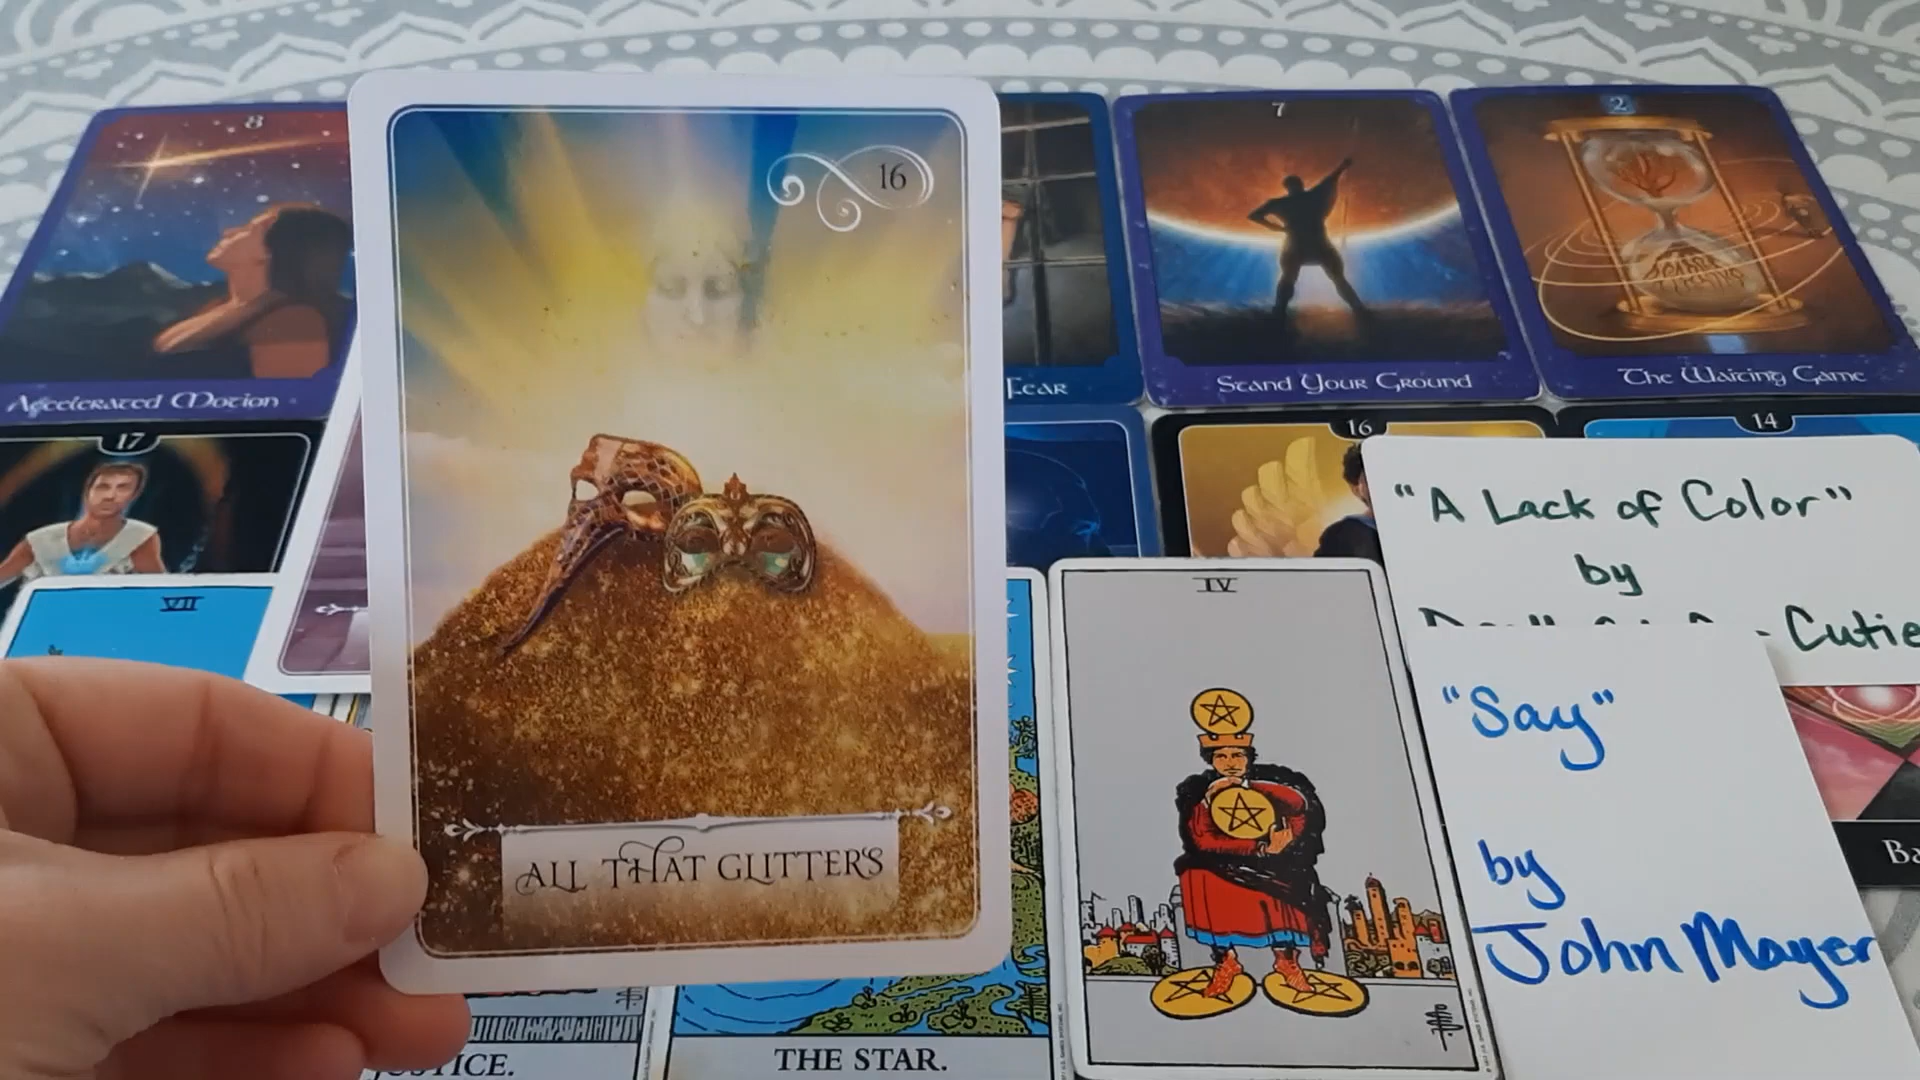 8
Accelerated Motion
16
ALL THAT GLITTERS
Fear
7
Stand Your Ground
2
The Waiting Game
17
16
14
"A Lack of Color"
by
Cutie
"Say"
by
John Mayer
VII
IV
THE STAR.